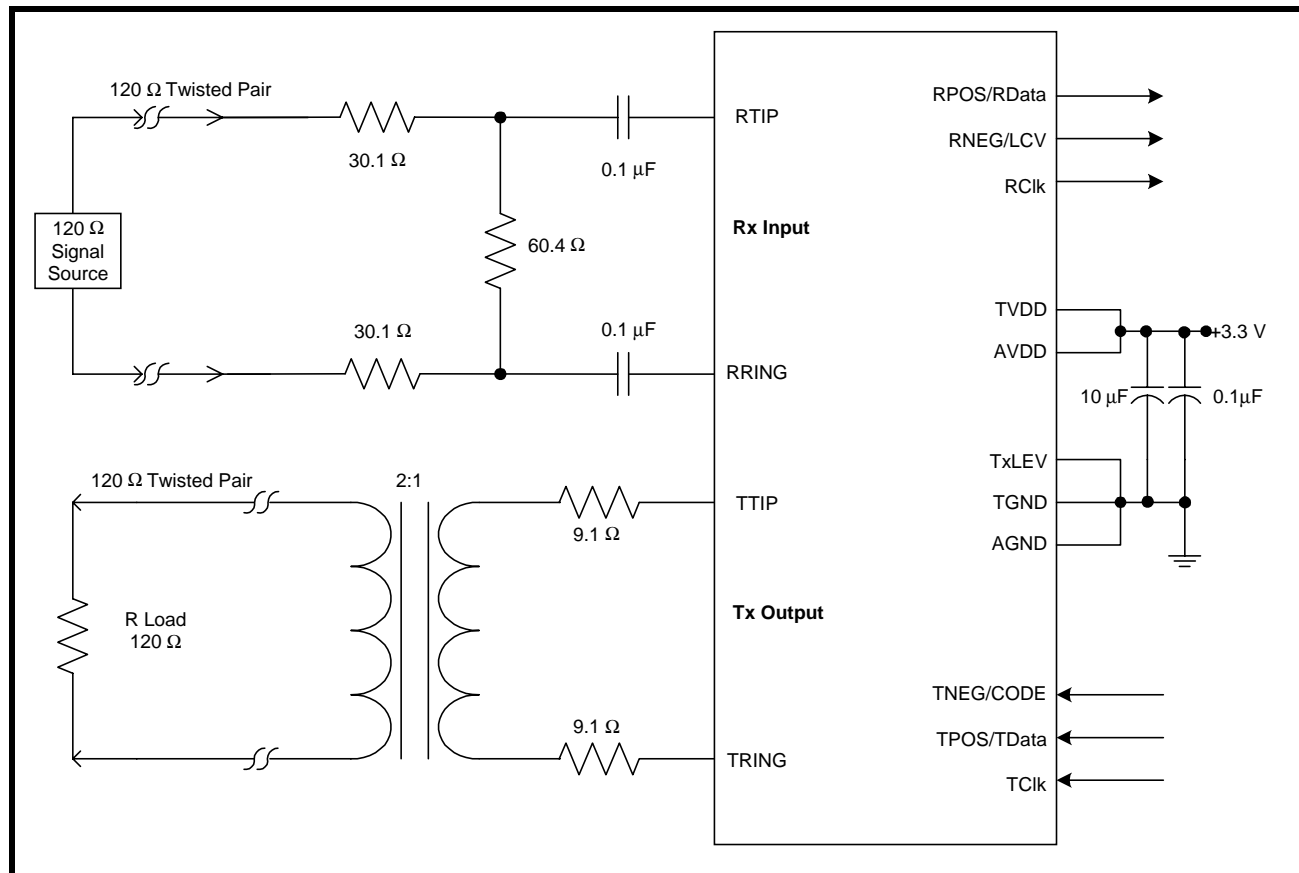 120 Ω Twisted Pair
30.1 Ω
0.1 μF
RTIP
RPOS/RData
RNEG/LCV
RClk
120 Ω
Signal
Source
60.4 Ω
Rx Input
30.1 Ω
0.1 μF
RRING
TVDD
AVDD
+3.3 V
10 μF
0.1μF
120 Ω Twisted Pair
2:1
9.1 Ω
TTIP
TxLEV
TGND
AGND
R Load
120 Ω
Tx Output
9.1 Ω
TRING
TNEG/CODE
TPOS/TData
TClk